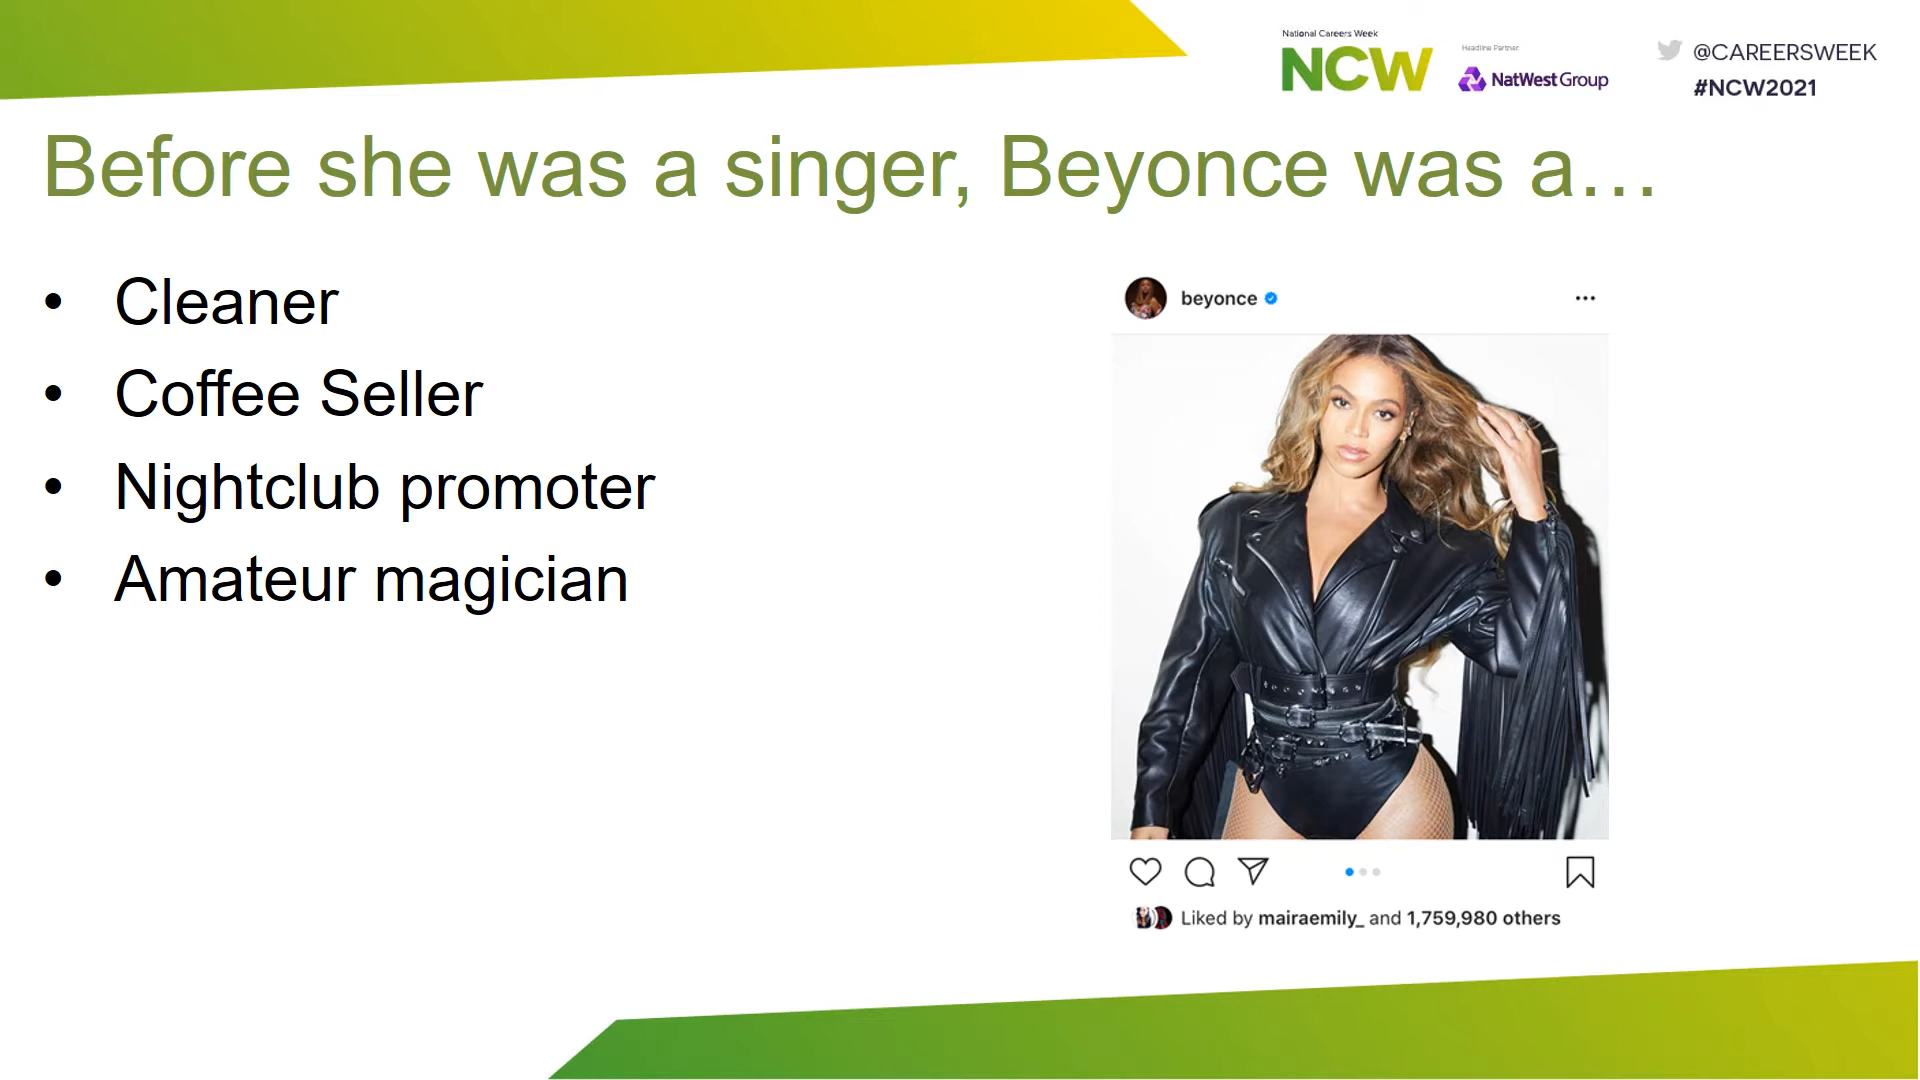 National Careers Week
NCW
Headline Partner
NatWest Group
@CAREERSWEEK
#NCW2021
Before she was a singer, Beyonce was a…
• Cleaner
• Coffee Seller
• Nightclub promoter
• Amateur magician
beyonce
Liked by mairaemily_ and 1,759,980 others